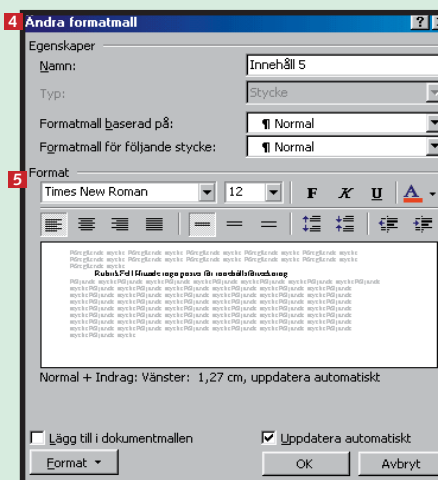 4 Ändra formatmall ?
Egenskaper
Namn: Innehåll 5
Typ: Stycke
Formatmall baserad på: ¶ Normal
Formatmall för följande stycke: ¶ Normal
5 Format
Times New Roman 12 F K U A
Normal + Indrag: Vänster: 1,27 cm, uppdatera automatiskt
Lägg till i dokumentmallen Uppdatera automatiskt
Format OK Avbryt